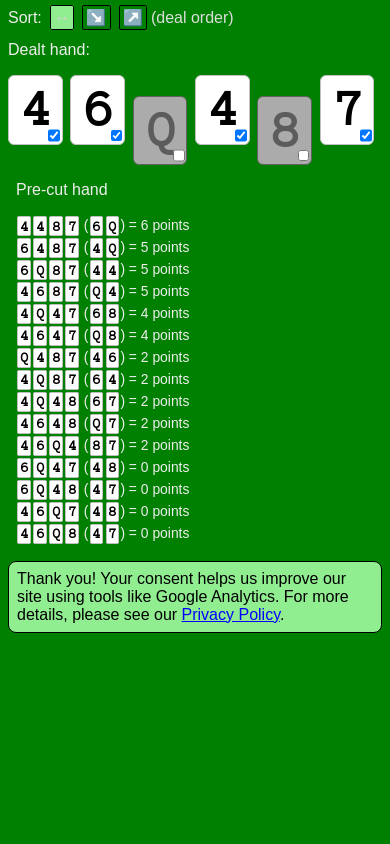 Sort: ↔️ ↘️ ↗️ (deal order)
Dealt hand:
4 6 Q 4 8 7
Pre-cut hand
4 4 8 7 (6 Q) = 6 points
6 4 8 7 (4 Q) = 5 points
6 Q 8 7 (4 4) = 5 points
4 6 8 7 (Q 4) = 5 points
4 Q 4 7 (6 8) = 4 points
4 6 4 7 (Q 8) = 4 points
Q 4 8 7 (4 6) = 2 points
4 Q 8 7 (6 4) = 2 points
4 Q 4 8 (6 7) = 2 points
4 6 4 8 (Q 7) = 2 points
4 6 Q 4 (8 7) = 2 points
6 Q 4 7 (4 8) = 0 points
6 Q 4 8 (4 7) = 0 points
4 6 Q 7 (4 8) = 0 points
4 6 Q 8 (4 7) = 0 points
Thank you! Your consent helps us improve our
site using tools like Google Analytics. For more
details, please see our Privacy Policy.